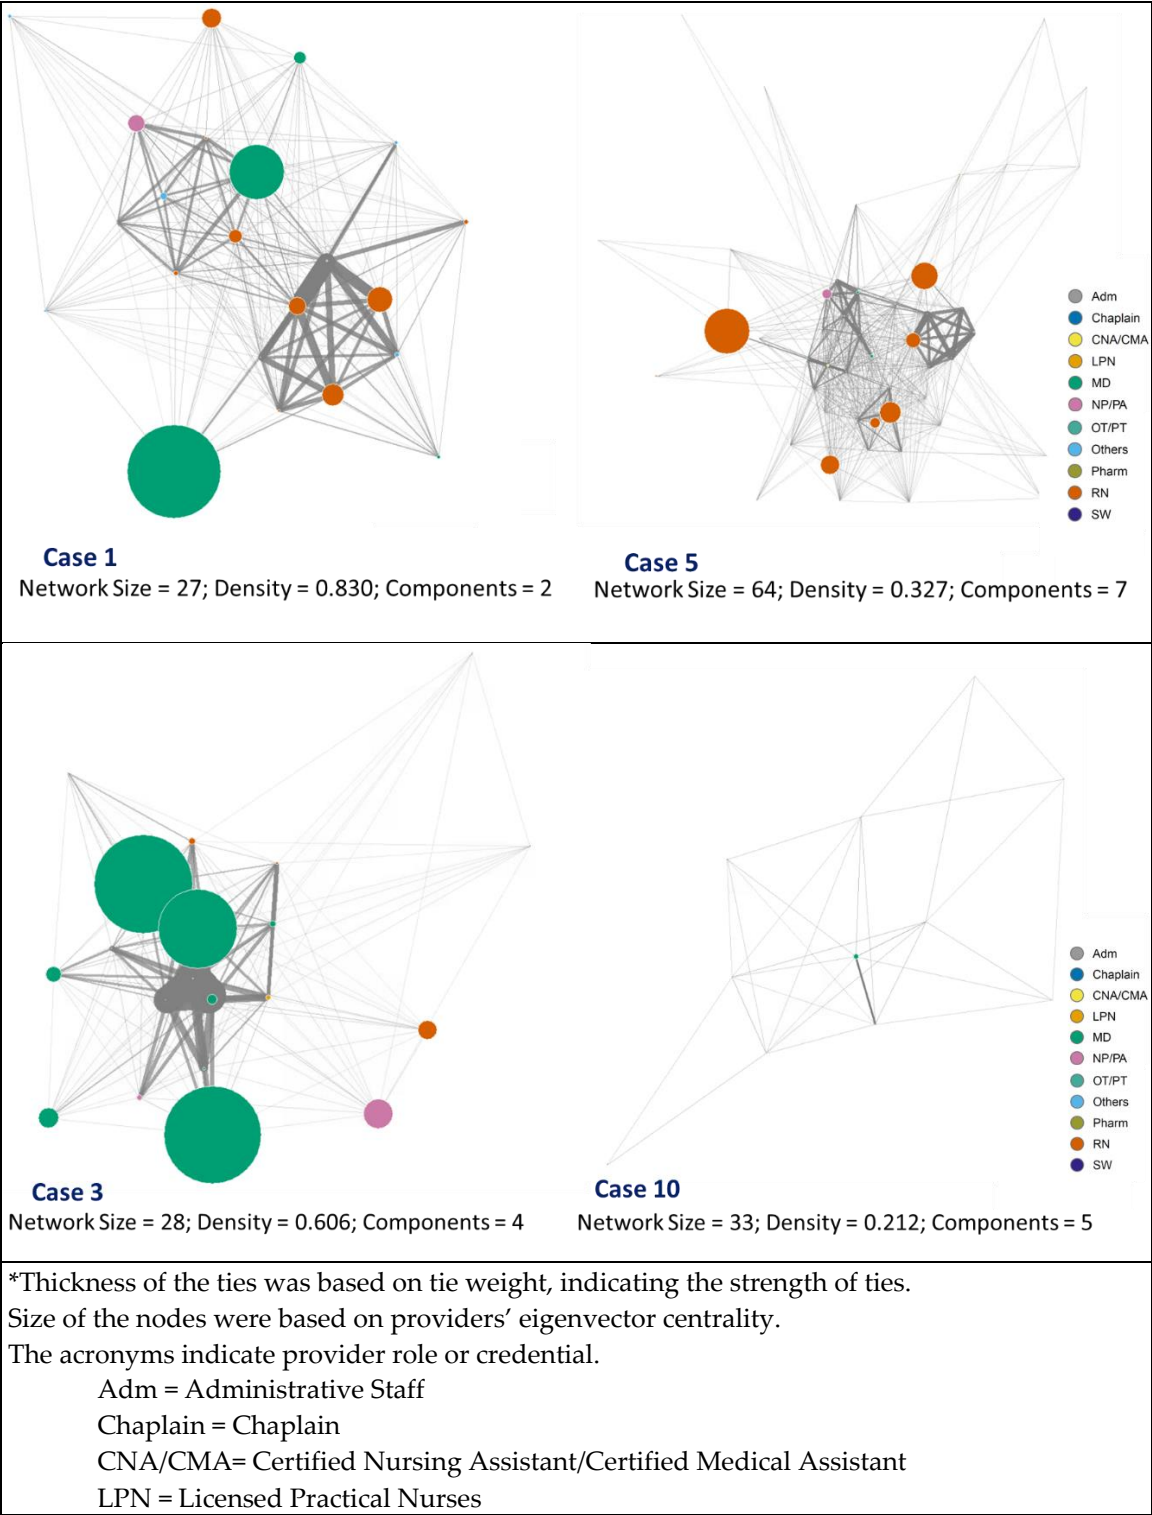 Adm
Chaplain
CNA/CMA
LPN
MD
NP/PA
OT/PT
Others
Pharm
RN
SW
Case 1
Network Size = 27; Density = 0.830; Components = 2
Case 5
Network Size = 64; Density = 0.327; Components = 7
Adm
Chaplain
CNA/CMA
LPN
MD
NP/PA
OT/PT
Others
Pharm
RN
SW
Case 3
Network Size = 28; Density = 0.606; Components = 4
Case 10
Network Size = 33; Density = 0.212; Components = 5
*Thickness of the ties was based on tie weight, indicating the strength of ties.
Size of the nodes were based on providers’ eigenvector centrality.
The acronyms indicate provider role or credential.
Adm = Administrative Staff
Chaplain = Chaplain
CNA/CMA= Certified Nursing Assistant/Certified Medical Assistant
LPN = Licensed Practical Nurses